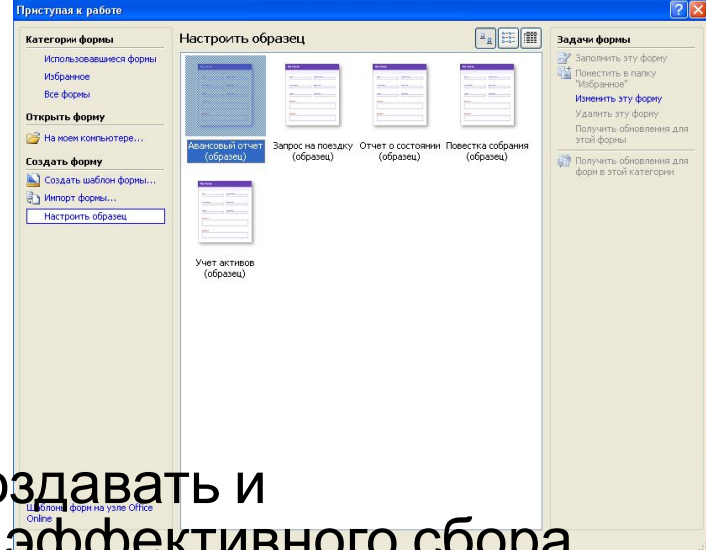 Приступая к работе
Категории формы
Использовавшиеся формы
Избранное
Все формы
Открыть форму
На моем компьютере...
Создать форму
Создать шаблон формы...
Импорт формы...
Настроить образец
Настроить образец
Авансовый отчет
(образец)
Запрос на поездку
(образец)
Отчет о состоянии
(образец)
Повестка собрания
(образец)
Учет активов
(образец)
Задачи формы
Заполнить эту форму
Поместить в папку
"Избранное"
Изменить эту форму
Удалить эту форму
Получить обновления для
этой формы
Получить обновления для
форм в этой категории
оздавать и
Шаблоны форм на узле Office
Online
эффективного сбора